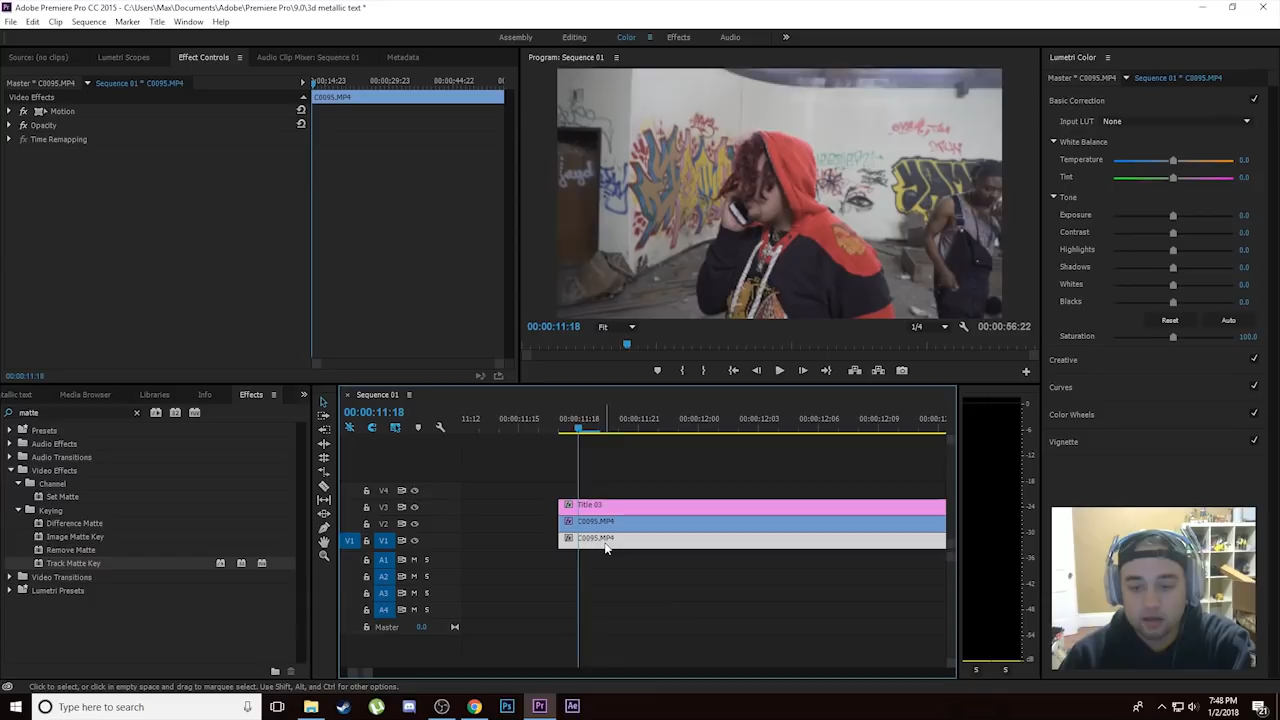 Adobe Premiere Pro CC 2015 - C:\Users\Max\Documents\Adobe\Premiere Pro\9.0\3d metallic text *
File Edit Clip Sequence Marker Title Window Help
Assembly Editing Color Effects Audio
Source: (no clips) Lumetri Scopes Effect Controls Audio Clip Mixer: Sequence 01 Metadata
Program: Sequence 01
Lumetri Color
Master * C0095.MP4 Sequence 01 * C0095.MP4
:00:14:23 00:00:29:23 00:00:44:22
Video Effects
C0095.MP4
Motion
Opacity
Time Remapping
00:00:11:18
00:00:11:18 Fit 1/4 00:00:56:22
Master * C0095.MP4 Sequence 01 * C0095.MP4
Basic Correction
Input LUT None
White Balance
Temperature 0.0
Tint 0.0
Tone
Exposure 0.0
Contrast 0.0
Highlights 0.0
Shadows 0.0
Whites 0.0
Blacks 0.0
Reset Auto
Saturation 100.0
Creative
Curves
Color Wheels
Vignette
tallic text Media Browser Libraries Info Effects
matte
Presets
Audio Effects
Audio Transitions
Video Effects
Channel
Set Matte
Keying
Difference Matte
Image Matte Key
Remove Matte
Track Matte Key
Video Transitions
Lumetri Presets
Sequence 01
00:00:11:18
11:12 00:00:11:15 00:00:11:18 00:00:11:21 00:00:12:00 00:00:12:03 00:00:12:06 00:00:12:09
V4
V3 Title 03
V2 C0095.MP4
V1 V1 C0095.MP4
A1 M S
A2 M S
A3 M S
A4 M S
Master 0.0
0
-6
-12
-18
-24
-30
-36
-42
-48
-54
dB
S S
Click to select, or click in empty space and drag to marquee select. Use Shift, Alt, and Ctrl for other options.
Type here to search
7:48 PM
1/2/2018